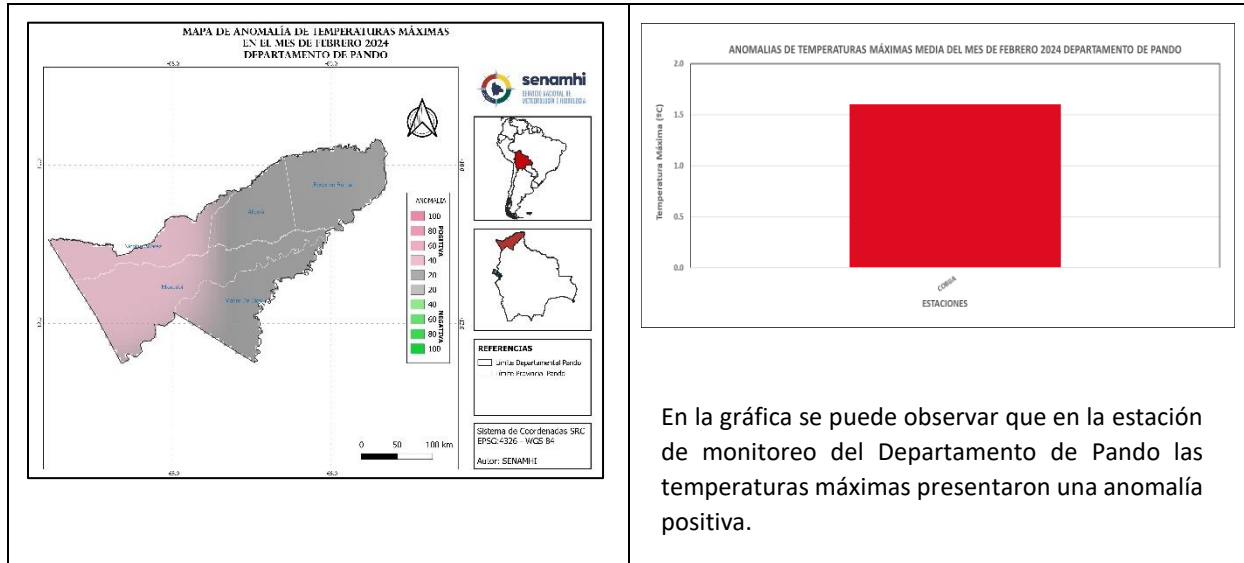 MAPA DE ANOMALÍA DE TEMPERATURAS MÁXIMAS
EN EL MES DE FEBRERO 2024
DEPARTAMENTO DE PANDO
senamhi
SERVICIO NACIONAL DE
METEOROLOGÍA E HIDROLOGÍA
ANOMALIA
100
80
60
40
20
20
40
60
80
100
POSITIVA
NEGATIVA
REFERENCIAS
Límite Departamental Pando
Límite Provincial Pando
Sistema de Coordenadas SRC
EPSG:4326 - WGS 84
Autor: SENAMHI
0 50 100 km
ANOMALIAS DE TEMPERATURAS MÁXIMAS MEDIA DEL MES DE FEBRERO 2024 DEPARTAMENTO DE PANDO
Temperatura Máxima (ºC)
2.0
1.5
1.0
0.5
0.0
COBIJA
ESTACIONES
En la gráfica se puede observar que en la estación
de monitoreo del Departamento de Pando las
temperaturas máximas presentaron una anomalía
positiva.